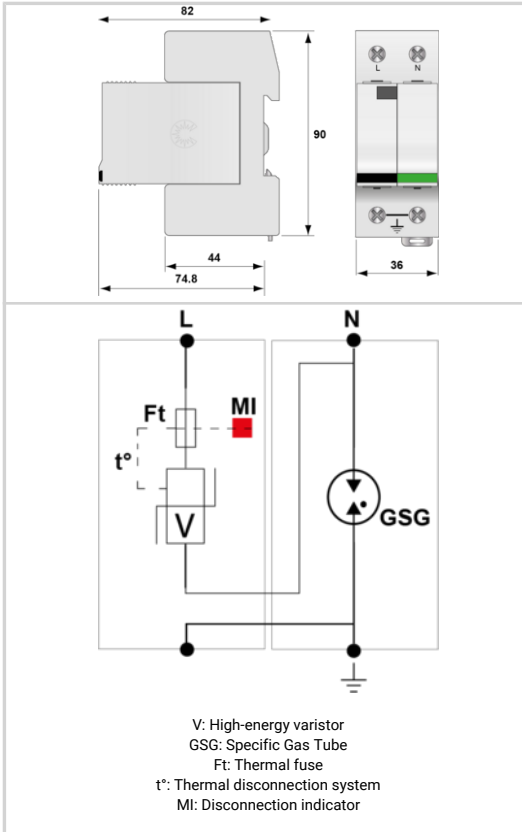 82
L N
90
44
74.8
36
L N
Ft MI
t°
V
GSG
V: High-energy varistor
GSG: Specific Gas Tube
Ft: Thermal fuse
t°: Thermal disconnection system
MI: Disconnection indicator